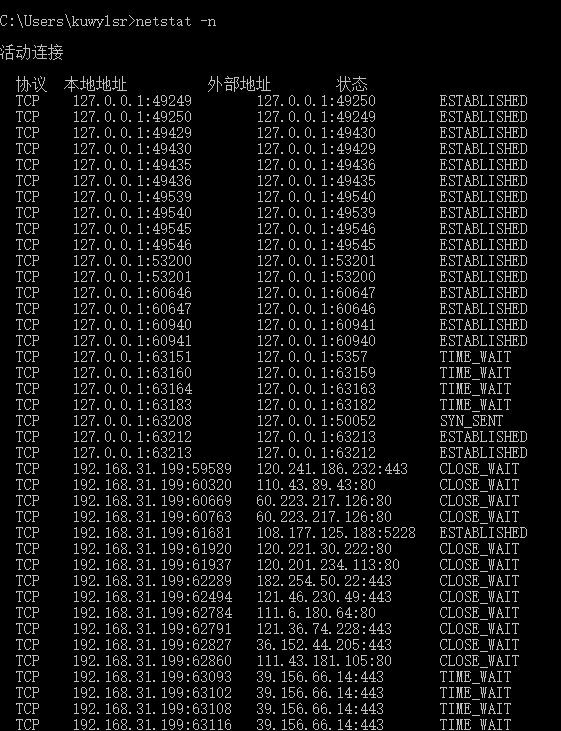 C:\Users\kuwylsr>netstat -n
活动连接
协议 本地地址 外部地址 状态
TCP 127.0.0.1:49249 127.0.0.1:49250 ESTABLISHED
TCP 127.0.0.1:49250 127.0.0.1:49249 ESTABLISHED
TCP 127.0.0.1:49429 127.0.0.1:49430 ESTABLISHED
TCP 127.0.0.1:49430 127.0.0.1:49429 ESTABLISHED
TCP 127.0.0.1:49435 127.0.0.1:49436 ESTABLISHED
TCP 127.0.0.1:49436 127.0.0.1:49435 ESTABLISHED
TCP 127.0.0.1:49539 127.0.0.1:49540 ESTABLISHED
TCP 127.0.0.1:49540 127.0.0.1:49539 ESTABLISHED
TCP 127.0.0.1:49545 127.0.0.1:49546 ESTABLISHED
TCP 127.0.0.1:49546 127.0.0.1:49545 ESTABLISHED
TCP 127.0.0.1:53200 127.0.0.1:53201 ESTABLISHED
TCP 127.0.0.1:53201 127.0.0.1:53200 ESTABLISHED
TCP 127.0.0.1:60646 127.0.0.1:60647 ESTABLISHED
TCP 127.0.0.1:60647 127.0.0.1:60646 ESTABLISHED
TCP 127.0.0.1:60940 127.0.0.1:60941 ESTABLISHED
TCP 127.0.0.1:60941 127.0.0.1:60940 ESTABLISHED
TCP 127.0.0.1:63151 127.0.0.1:5357 TIME_WAIT
TCP 127.0.0.1:63160 127.0.0.1:63159 TIME_WAIT
TCP 127.0.0.1:63164 127.0.0.1:63163 TIME_WAIT
TCP 127.0.0.1:63183 127.0.0.1:63182 TIME_WAIT
TCP 127.0.0.1:63208 127.0.0.1:50052 SYN_SENT
TCP 127.0.0.1:63212 127.0.0.1:63213 ESTABLISHED
TCP 127.0.0.1:63213 127.0.0.1:63212 ESTABLISHED
TCP 192.168.31.199:59589 120.241.186.232:443 CLOSE_WAIT
TCP 192.168.31.199:60320 110.43.89.43:80 CLOSE_WAIT
TCP 192.168.31.199:60669 60.223.217.126:80 CLOSE_WAIT
TCP 192.168.31.199:60763 60.223.217.126:80 CLOSE_WAIT
TCP 192.168.31.199:61681 108.177.125.188:5228 ESTABLISHED
TCP 192.168.31.199:61920 120.221.30.222:80 CLOSE_WAIT
TCP 192.168.31.199:61937 120.201.234.113:80 CLOSE_WAIT
TCP 192.168.31.199:62289 182.254.50.22:443 CLOSE_WAIT
TCP 192.168.31.199:62494 121.46.230.49:443 CLOSE_WAIT
TCP 192.168.31.199:62784 111.6.180.64:80 CLOSE_WAIT
TCP 192.168.31.199:62791 121.36.74.228:443 CLOSE_WAIT
TCP 192.168.31.199:62827 36.152.44.205:443 CLOSE_WAIT
TCP 192.168.31.199:62860 111.43.181.105:80 CLOSE_WAIT
TCP 192.168.31.199:63093 39.156.66.14:443 TIME_WAIT
TCP 192.168.31.199:63102 39.156.66.14:443 TIME_WAIT
TCP 192.168.31.199:63108 39.156.66.14:443 TIME_WAIT
TCP 192.168.31.199:63116 39.156.66.14:443 TIME_WAIT